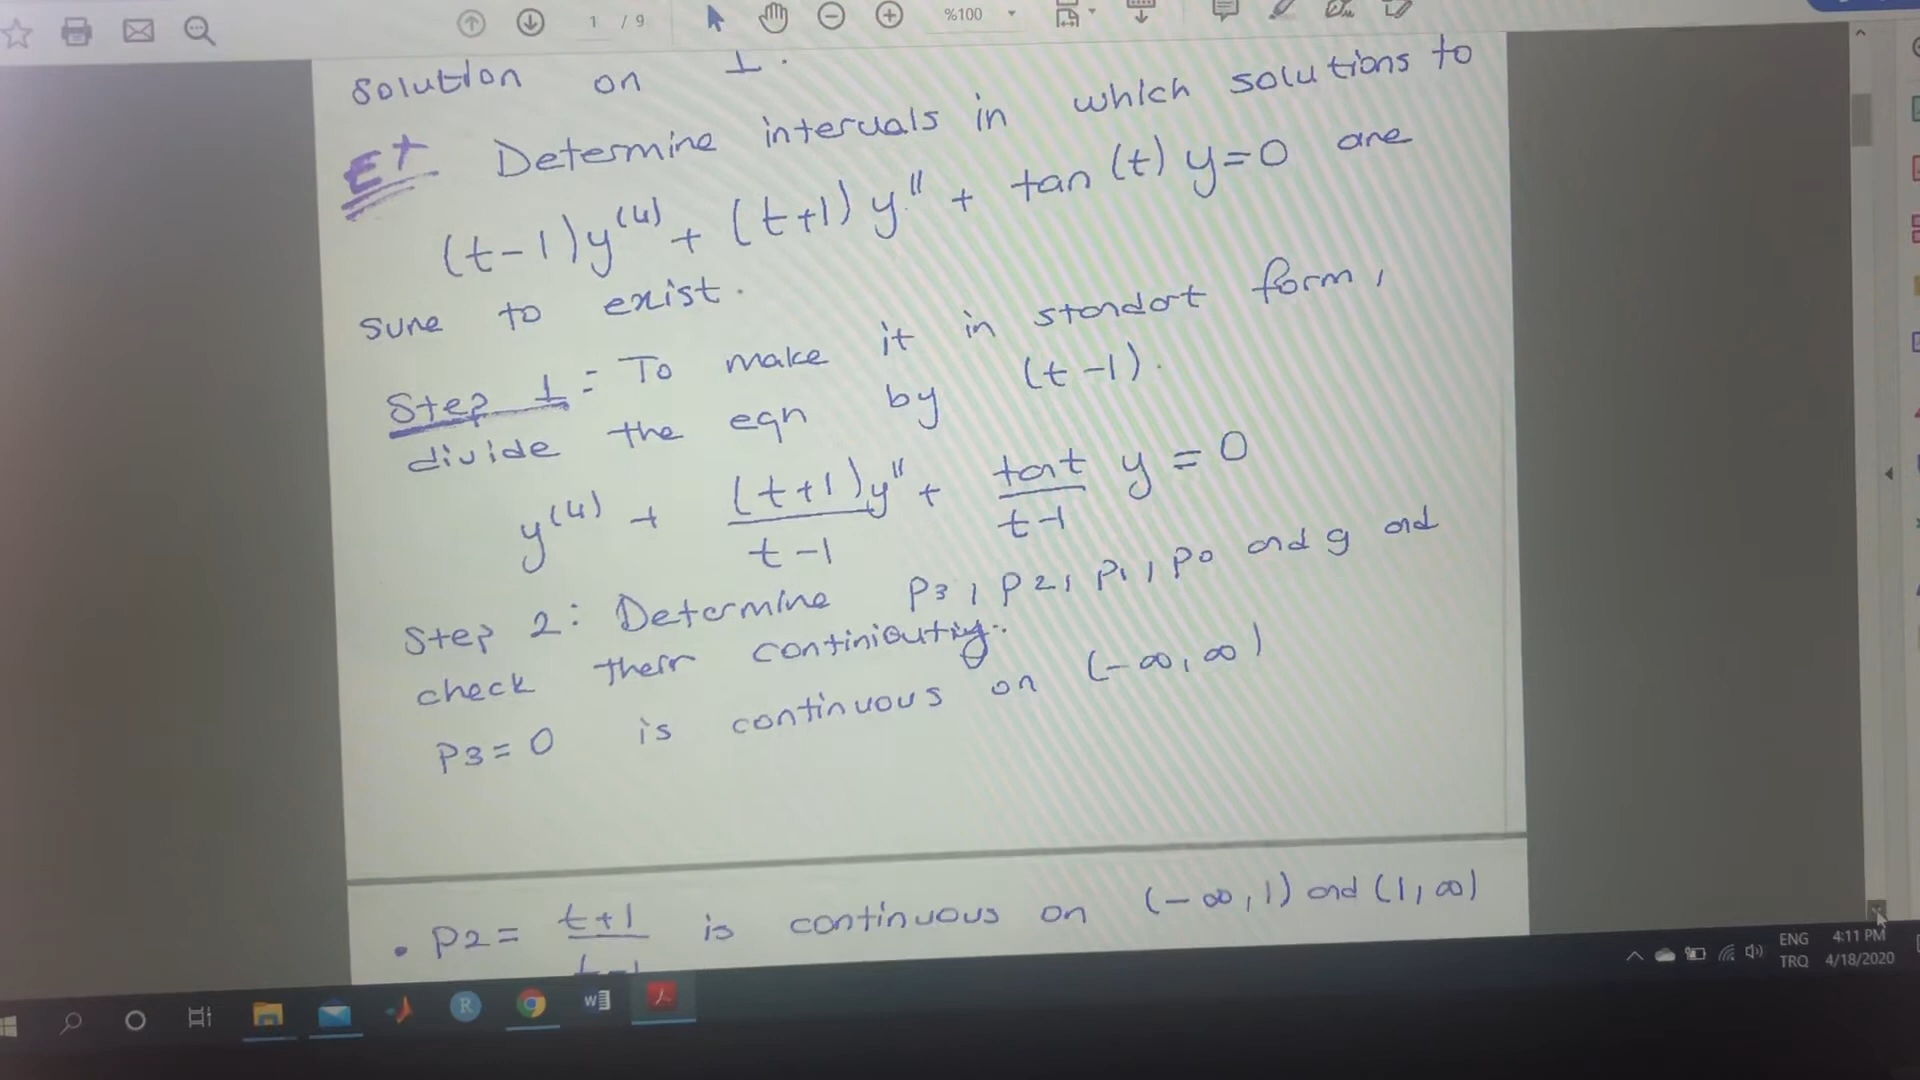 1 / 9
%100
solution on I.
EX Determine intervals in which solutions to
(t-1)y⁽⁴⁾ + (t+1)y'' + tan(t)y=0 are
sure to exist.
Step 1: To make it in standort form,
divide the eqn by (t-1).
y⁽⁴⁾ + (t+1)y''/t-1 + tant/t-1 y = 0
Step 2: Determine P3, P2, P1, P0 and g and
check their continioutiy.
P3 = 0 is continuous on (-∞, ∞)
• P2 = t+1/t-1 is continuous on (-∞, 1) and (1, ∞)
ENG 4:11 PM
TRQ 4/18/2020